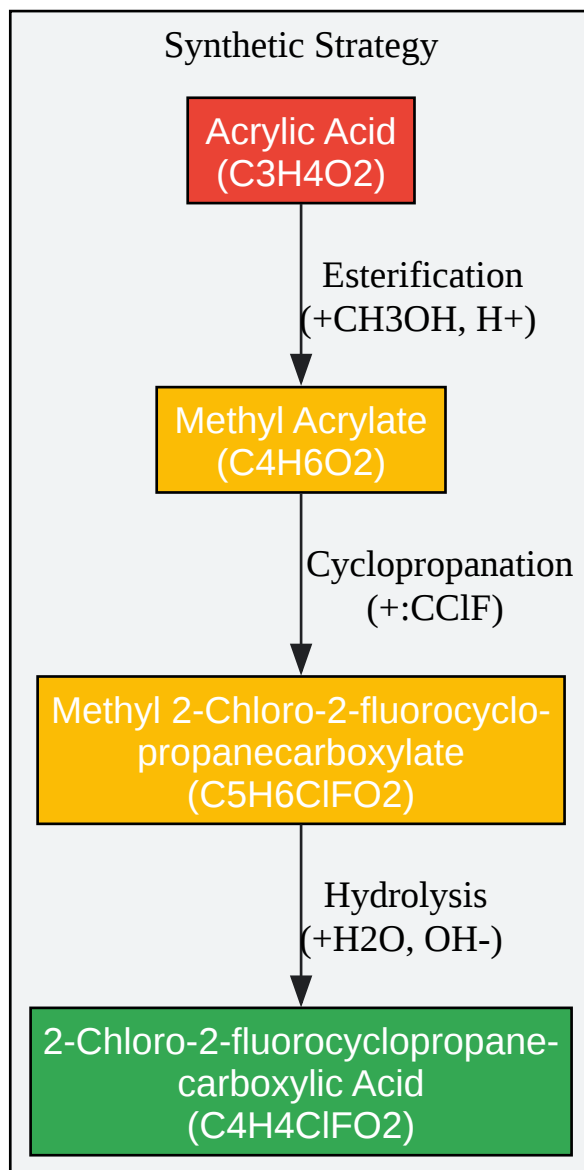 Synthetic Strategy
Acrylic Acid
(C3H4O2)
Esterification
(+CH3OH, H+)
Methyl Acrylate
(C4H6O2)
Cyclopropanation
(+:CClF)
Methyl 2-Chloro-2-fluorocyclo-
propanecarboxylate
(C5H6ClFO2)
Hydrolysis
(+H2O, OH-)
2-Chloro-2-fluorocyclopropane-
carboxylic Acid
(C4H4ClFO2)